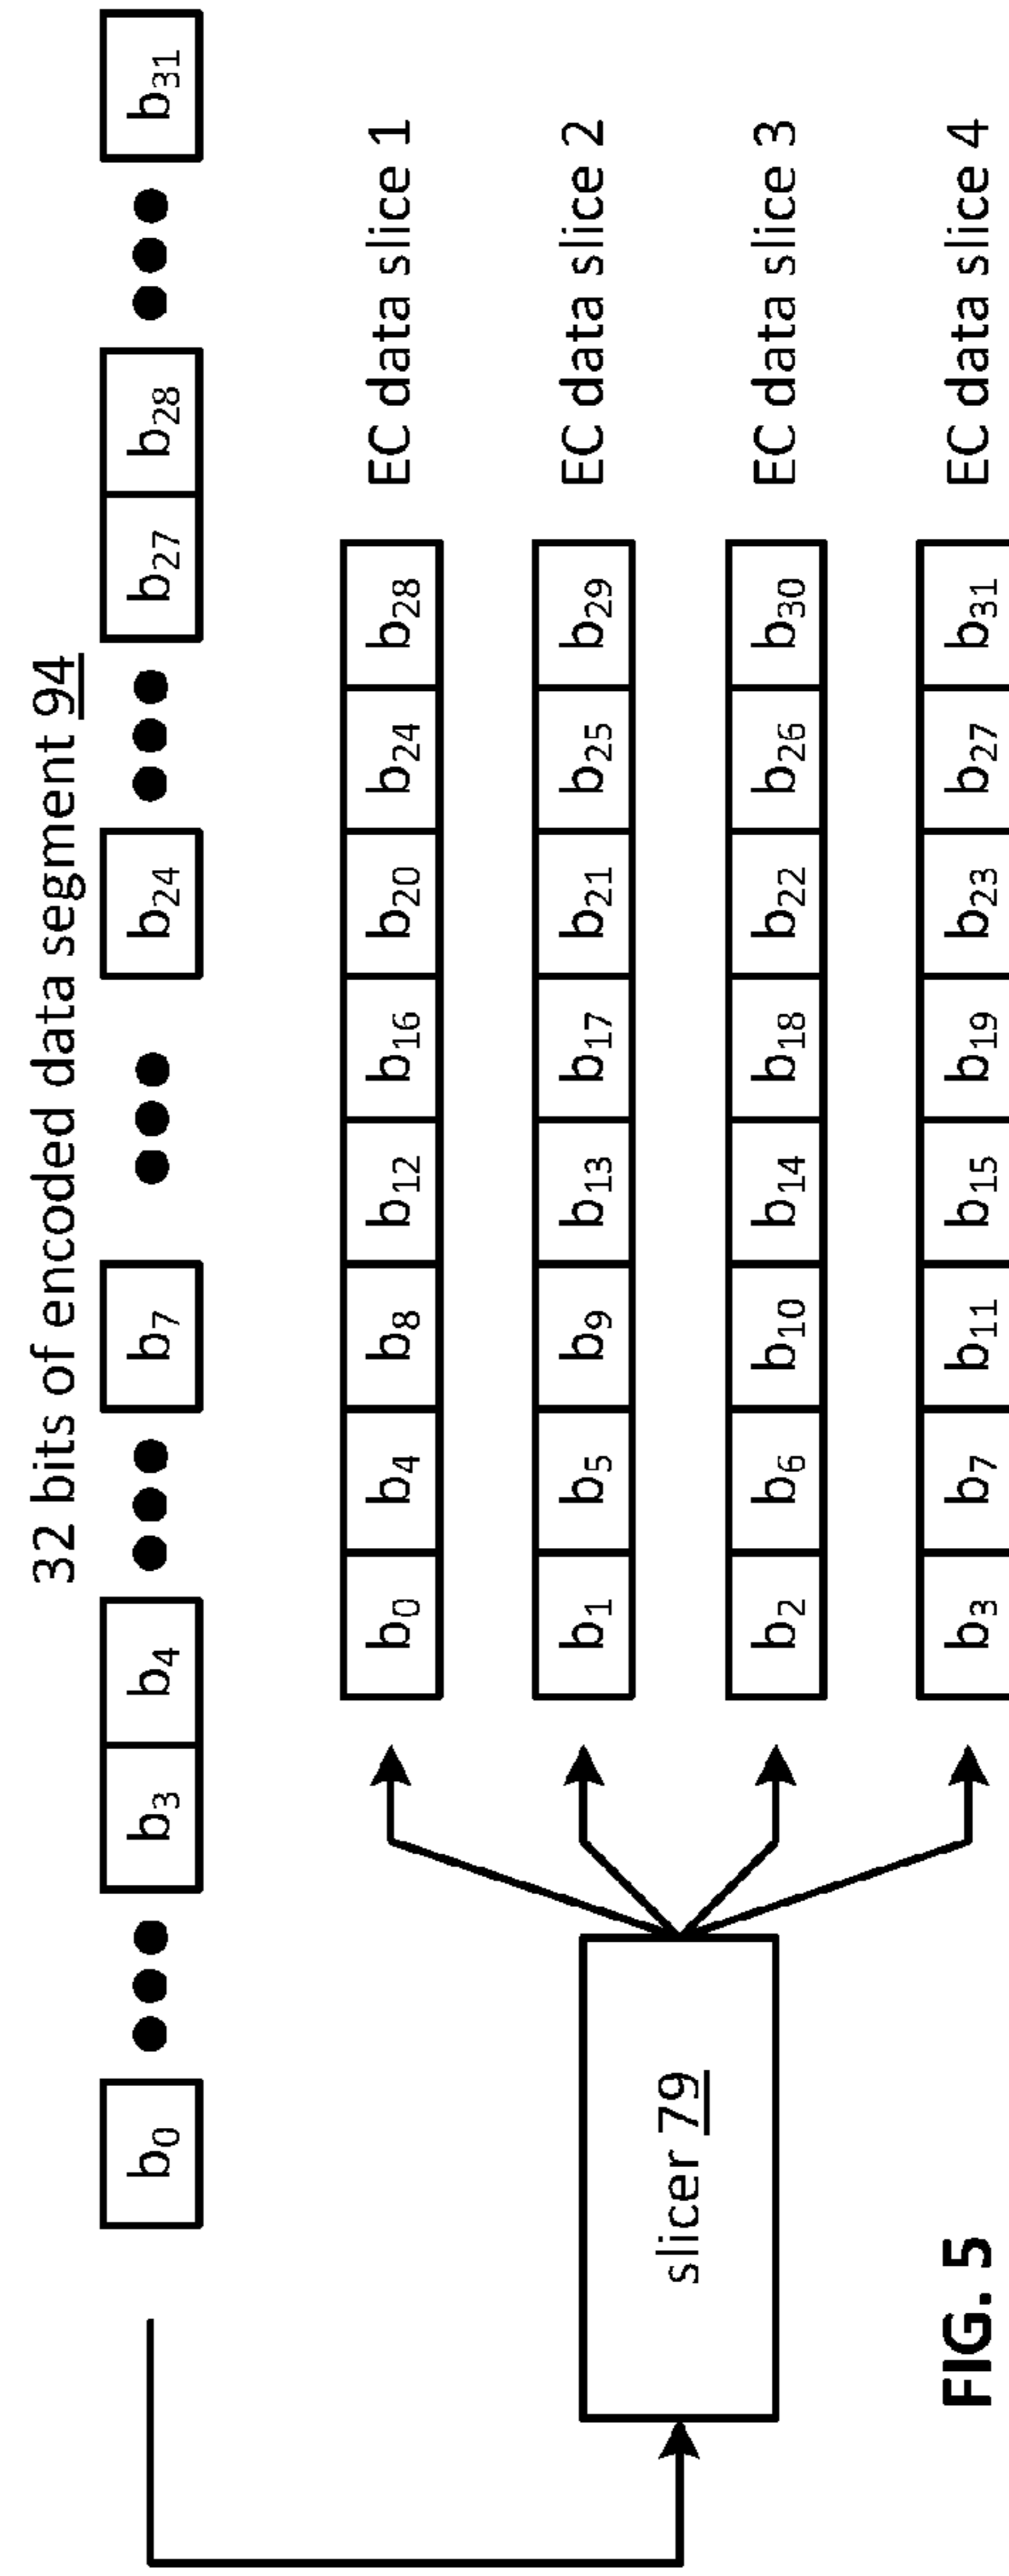 32 bits of encoded data segment 94
b0 ●●● b3 b4 ●●● b7 ●●● b24 ●●● b27 b28 ●●● b31
b0 b4 b8 b12 b16 b20 b24 b28 EC data slice 1
b1 b5 b9 b13 b17 b21 b25 b29 EC data slice 2
slicer 79
b2 b6 b10 b14 b18 b22 b26 b30 EC data slice 3
b3 b7 b11 b15 b19 b23 b27 b31 EC data slice 4
FIG. 5